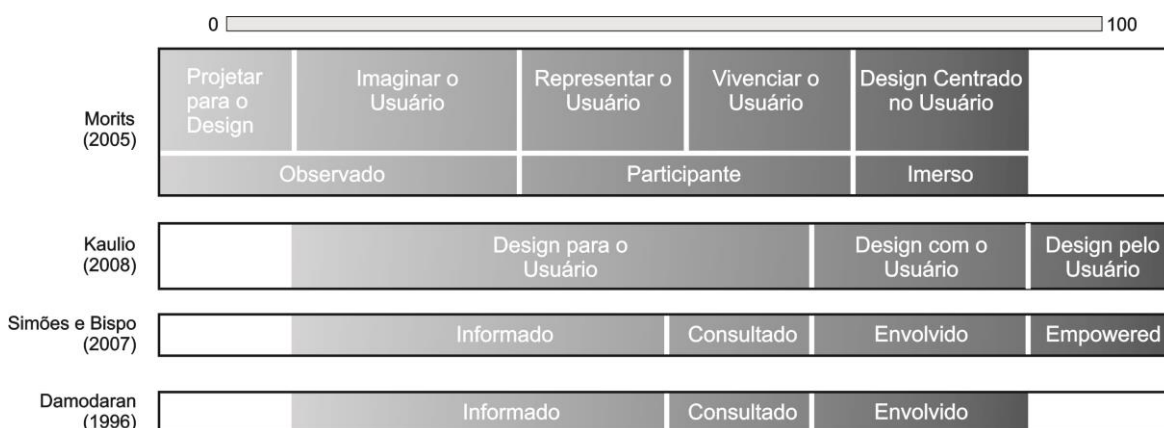 0
100
Morits
(2005)
Projetar
para o
Design
Imaginar o
Usuário
Representar o
Usuário
Vivenciar o
Usuário
Design Centrado
no Usuário
Observado
Participante
Imerso
Kaulio
(2008)
Design para o
Usuário
Design com o
Usuário
Design pelo
Usuário
Simões e Bispo
(2007)
Informado
Consultado
Envolvido
Empowered
Damodaran
(1996)
Informado
Consultado
Envolvido